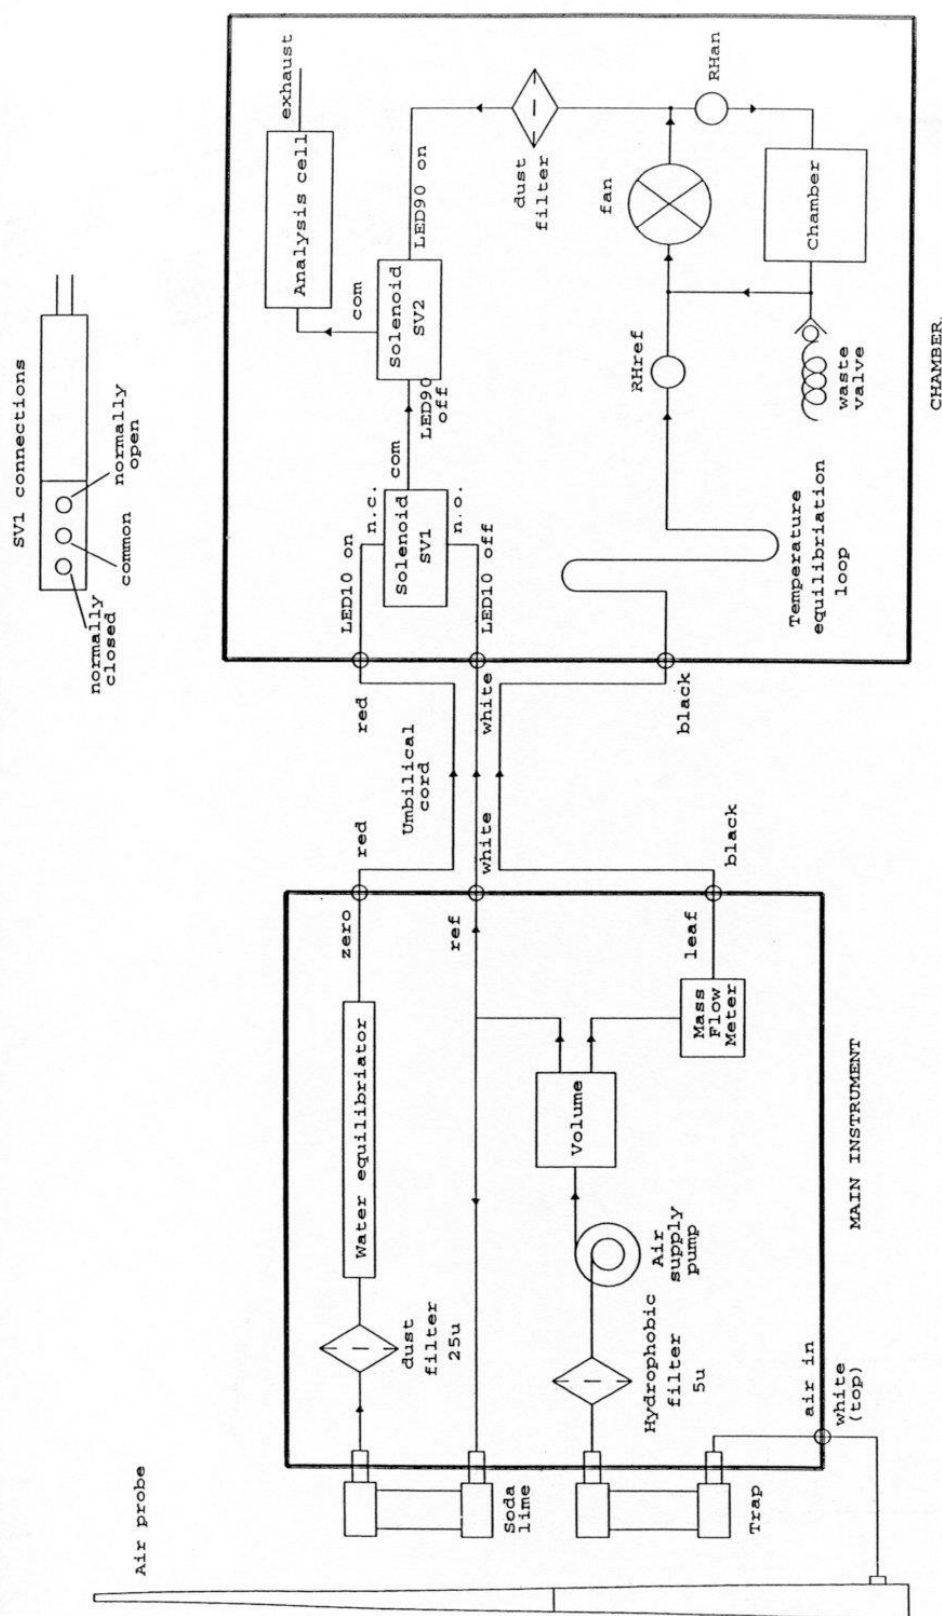 SV1 connections
normally
closed
common
normally
open
Air probe
exhaust
Analysis cell
com
LED90 on
Solenoid
SV2
LED90
off
com
LED10 on
n.c.
Solenoid
SV1
n.o.
LED10 off
dust
filter
fan
RHan
Chamber
RHref
waste
valve
Temperature
equilibriation
loop
CHAMBER.
red
white
black
Umbilical
cord
red
white
black
zero
ref
leaf
Water equilibriator
dust
filter
25u
Volume
Mass
Flow
Meter
Air
supply
pump
Hydrophobic
filter
5u
Soda
lime
Trap
air in
white
(top)
MAIN INSTRUMENT